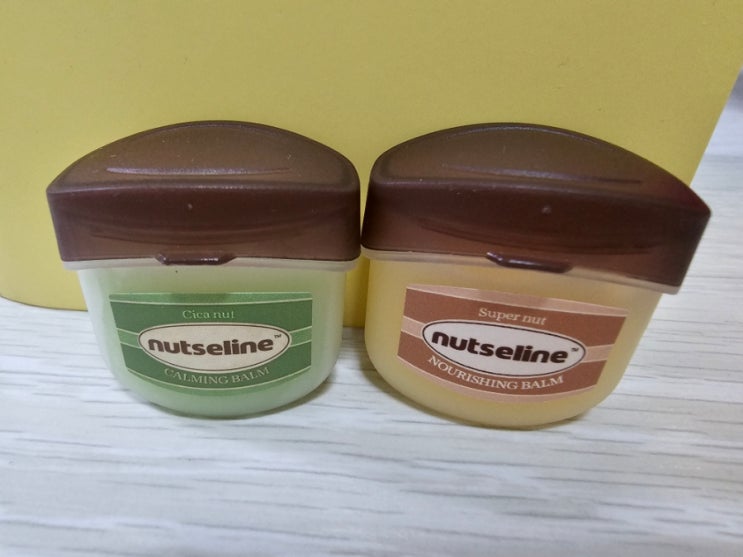 Cica nut
nutseline™
CALMING BALM
Super nut
nutseline™
NOURISHING BALM